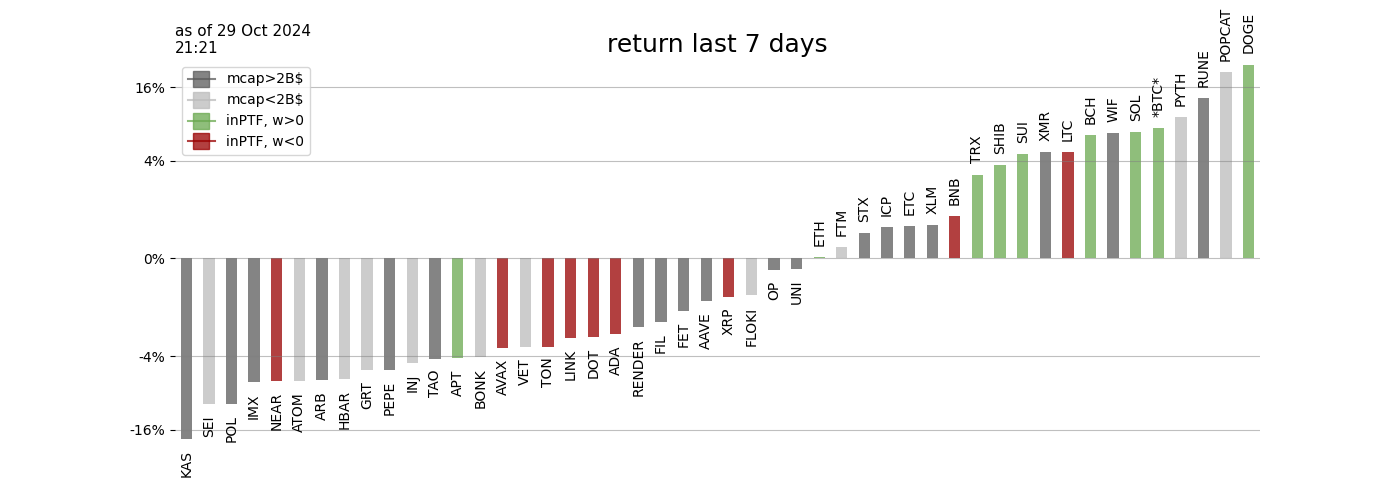 as of 29 Oct 2024
21:21
return last 7 days
mcap>2B$
mcap<2B$
inPTF, w>0
inPTF, w<0
16%
4%
0%
-4%
-16%
KAS
SEI
POL
IMX
NEAR
ATOM
ARB
HBAR
GRT
PEPE
INJ
TAO
APT
BONK
AVAX
VET
TON
LINK
DOT
ADA
RENDER
FIL
FET
AAVE
XRP
FLOKI
OP
UNI
ETH
FTM
STX
ICP
ETC
XLM
BNB
TRX
SHIB
SUI
XMR
LTC
BCH
WIF
SOL
*BTC*
PYTH
RUNE
POPCAT
DOGE